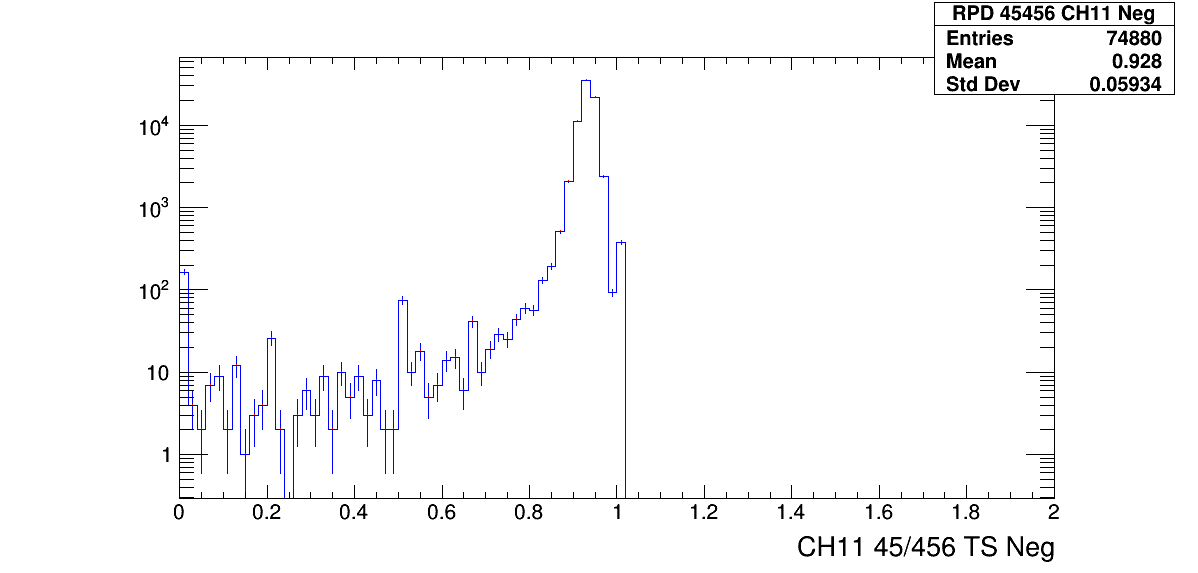 RPD 45456 CH11 Neg
Entries 74880
Mean 0.928
Std Dev 0.05934
10^4
10^3
10^2
10
1
0 0.2 0.4 0.6 0.8 1 1.2 1.4 1.6 1.8 2
CH11 45/456 TS Neg